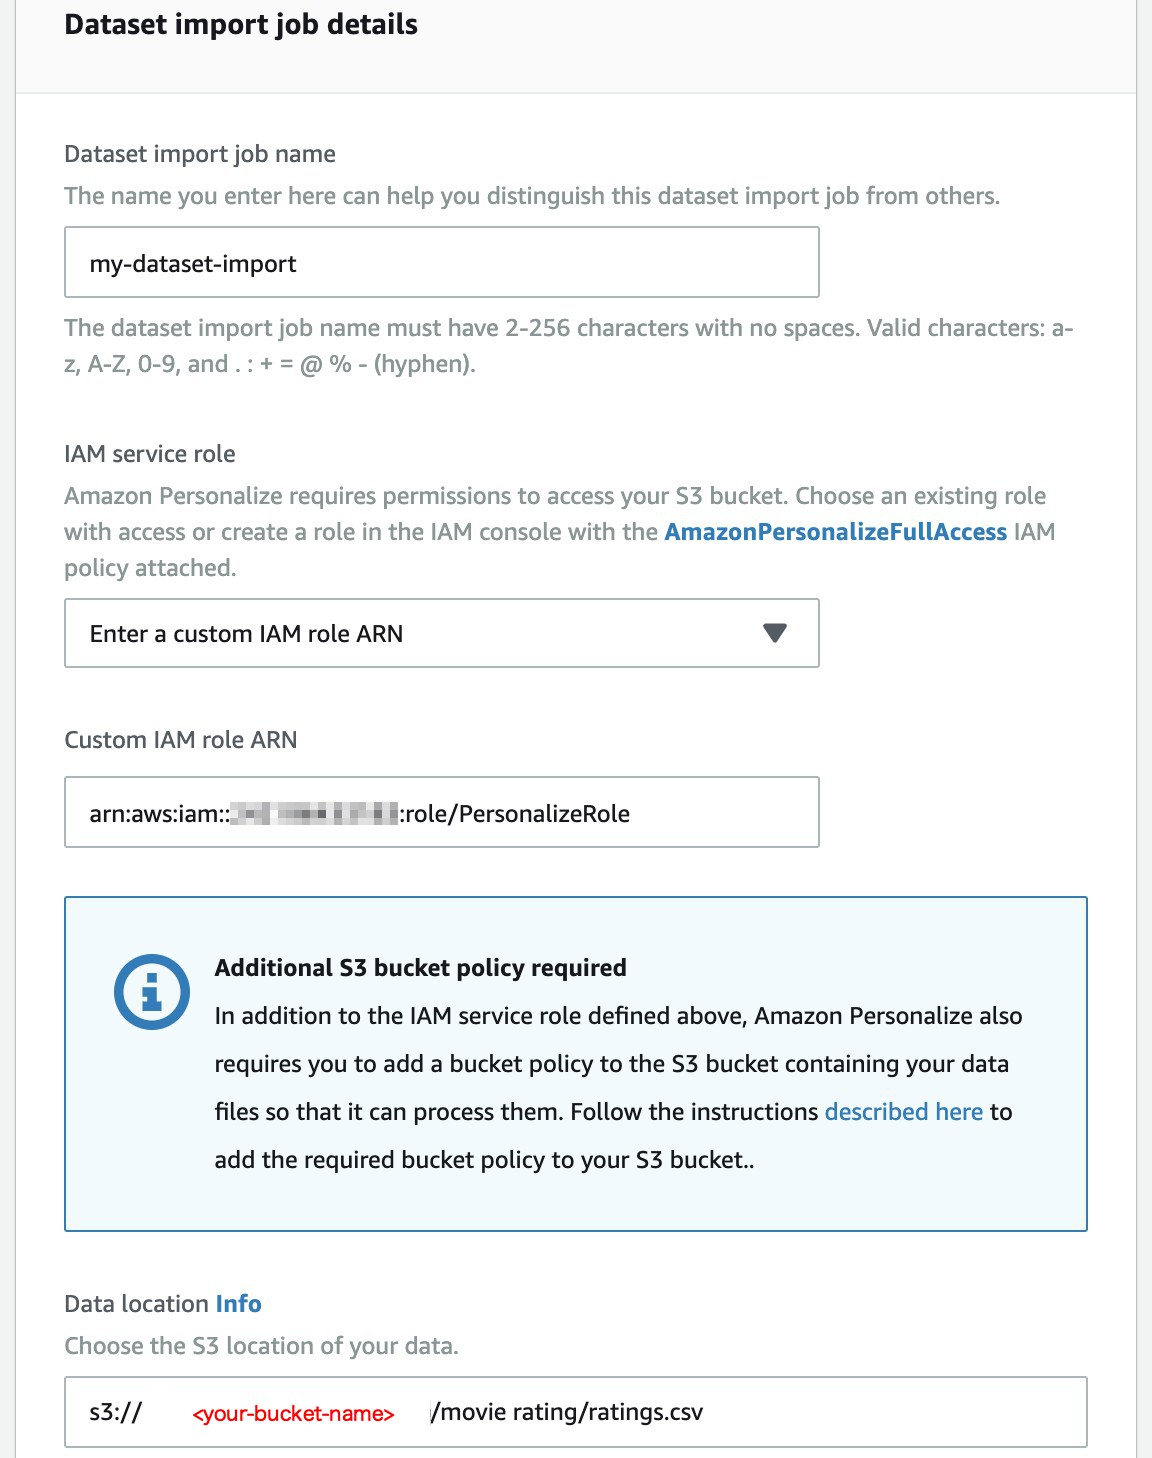 Dataset import job details
Dataset import job name
The name you enter here can help you distinguish this dataset import job from others.
my-dataset-import
The dataset import job name must have 2-256 characters with no spaces. Valid characters: a-
z, A-Z, 0-9, and . : + = @ % - (hyphen).
IAM service role
Amazon Personalize requires permissions to access your S3 bucket. Choose an existing role
with access or create a role in the IAM console with the AmazonPersonalizeFullAccess IAM
policy attached.
Enter a custom IAM role ARN
Custom IAM role ARN
arn:aws:iam:: :role/PersonalizeRole
Additional S3 bucket policy required
In addition to the IAM service role defined above, Amazon Personalize also
requires you to add a bucket policy to the S3 bucket containing your data
files so that it can process them. Follow the instructions described here to
add the required bucket policy to your S3 bucket..
Data location Info
Choose the S3 location of your data.
s3:// <your-bucket-name> /movie rating/ratings.csv